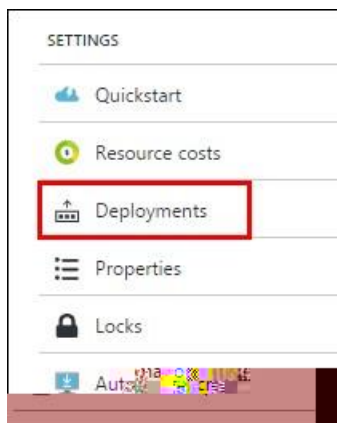 SETTINGS
Quickstart
Resource costs
Deployments
Properties
Locks